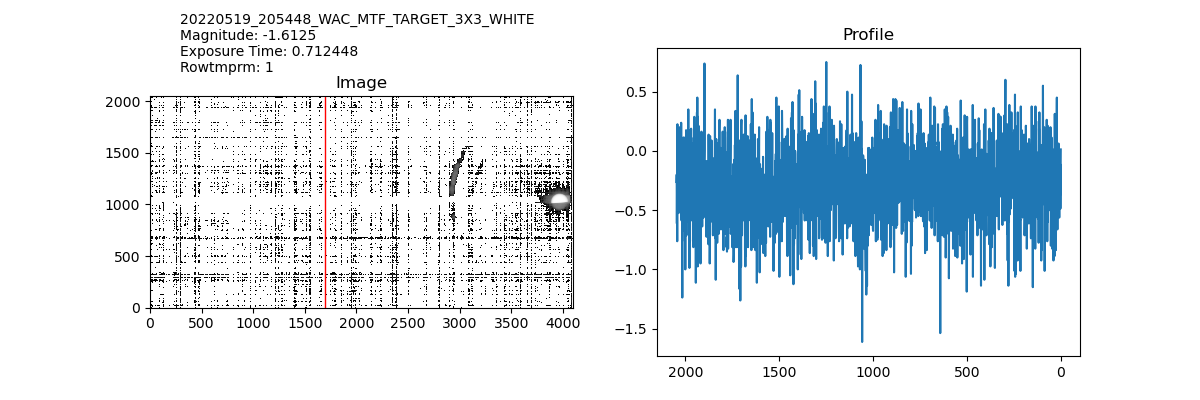 20220519_205448_WAC_MTF_TARGET_3X3_WHITE
Magnitude: -1.6125
Exposure Time: 0.712448
Rowtmprm: 1
Image
2000
1500
1000
500
0
0 500 1000 1500 2000 2500 3000 3500 4000
Profile
0.5
0.0
−0.5
−1.0
−1.5
2000 1500 1000 500 0